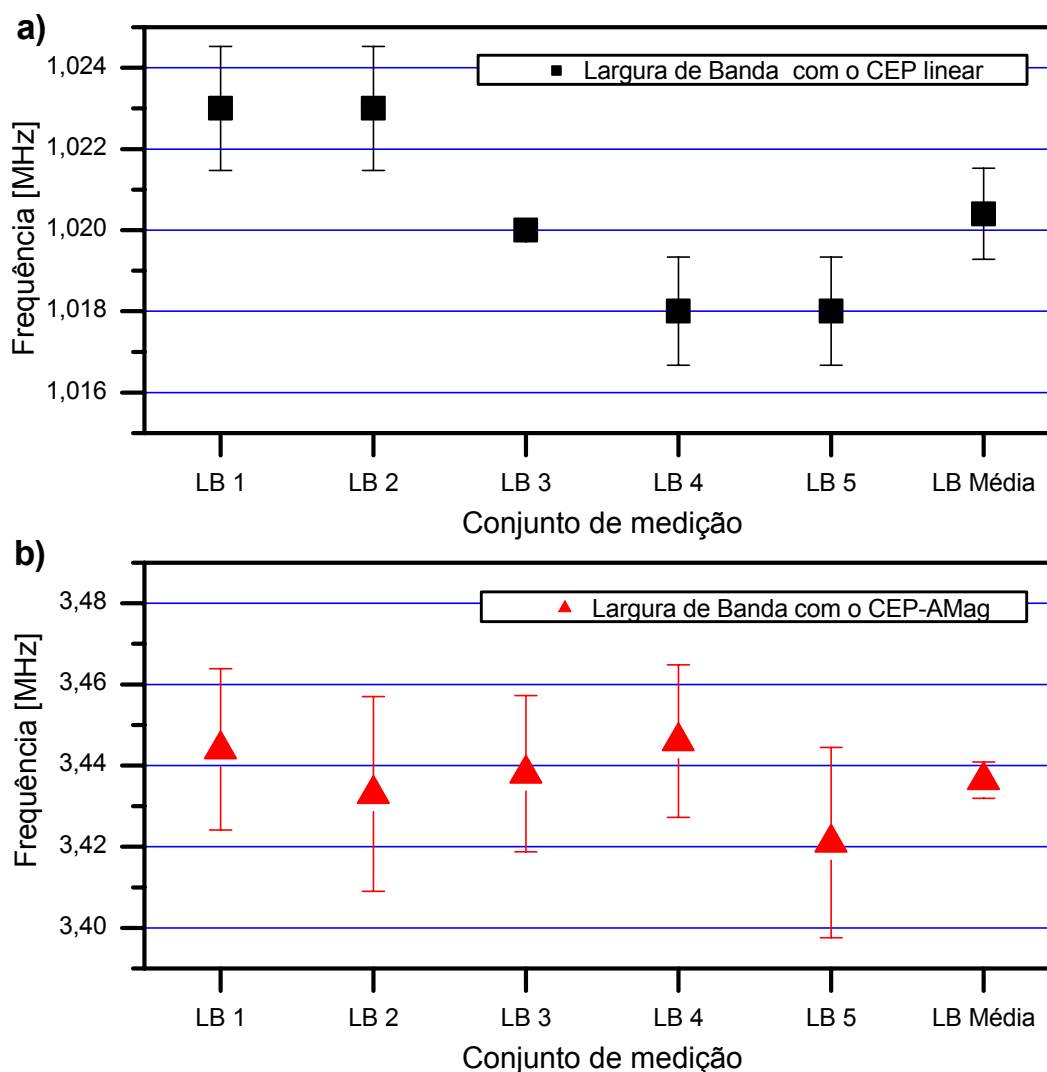 a)
Frequência [MHz]
1,024
1,022
1,020
1,018
1,016
Largura de Banda com o CEP linear
LB 1 LB 2 LB 3 LB 4 LB 5 LB Média
Conjunto de medição
b)
Frequência [MHz]
3,48
3,46
3,44
3,42
3,40
Largura de Banda com o CEP-AMag
LB 1 LB 2 LB 3 LB 4 LB 5 LB Média
Conjunto de medição